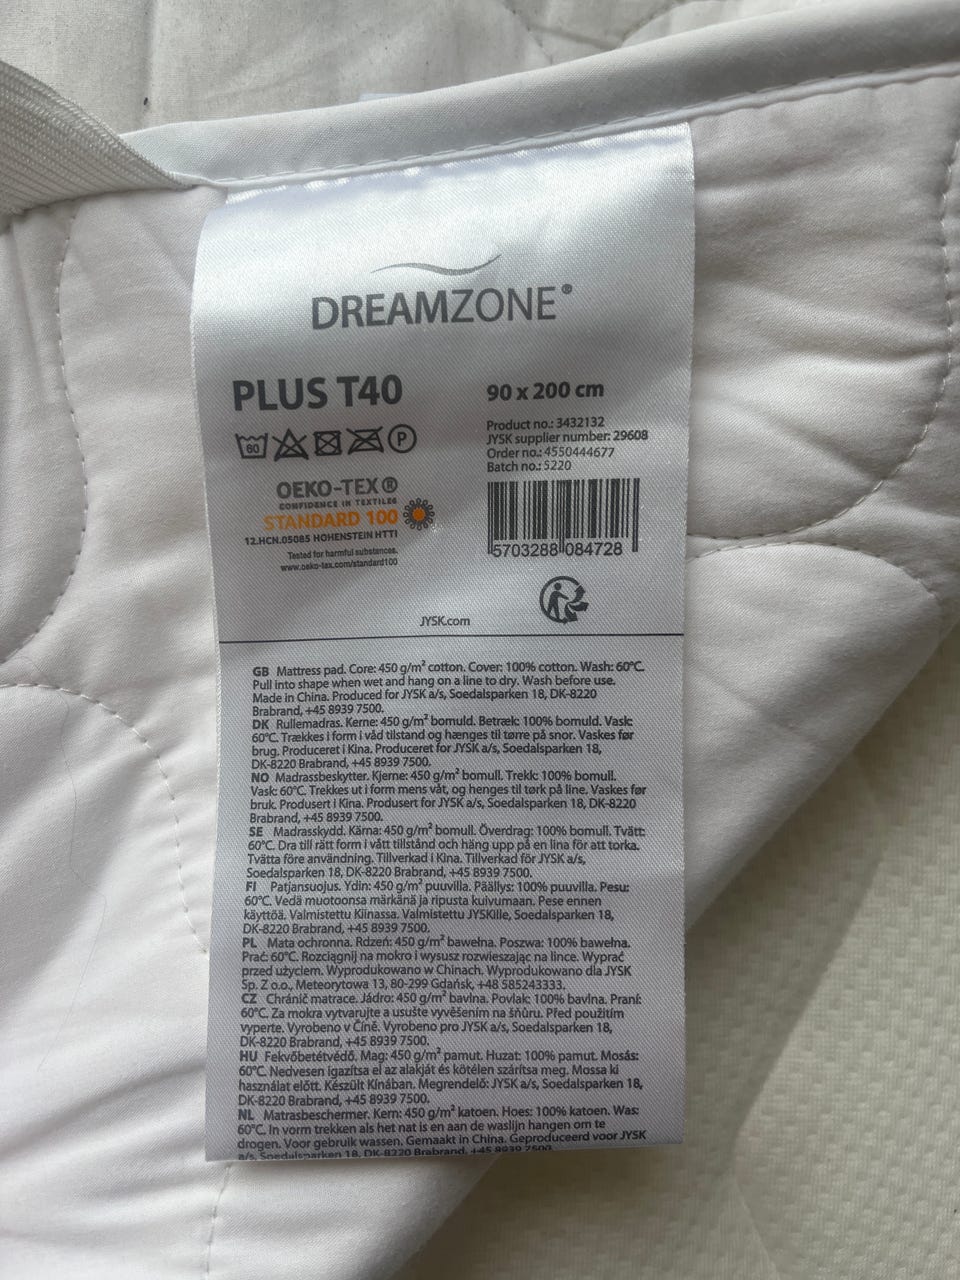 DREAMZONE®
PLUS T40
90 x 200 cm
Product no.: 3432132
JYSK supplier number: 29608
Order no.: 4550444677
Batch no.: 5220
60
P
OEKO-TEX®
CONFIDENCE IN TEXTILES
STANDARD 100
12.HCN.05085 HOHENSTEIN HTTI
Tested for harmful substances.
www.oeko-tex.com/standard100
5703288 084728
JYSK.com
GB Mattress pad. Core: 450 g/m² cotton. Cover: 100% cotton. Wash: 60°C.
Pull into shape when wet and hang on a line to dry. Wash before use.
Made in China. Produced for JYSK a/s, Soedalsparken 18, DK-8220
Brabrand, +45 8939 7500.
DK Rullemadras. Kerne: 450 g/m² bomuld. Betræk: 100% bomuld. Vask:
60°C. Trækkes i form i våd tilstand og hænges til tørre på snor. Vaskes før
brug. Produceret i Kina. Produceret for JYSK a/s, Soedalsparken 18,
DK-8220 Brabrand, +45 8939 7500.
NO Madrassbeskytter. Kjerne: 450 g/m² bomull. Trekk: 100% bomull.
Vask: 60°C. Trekkes ut i form mens våt, og henges til tørk på line. Vaskes før
bruk. Produsert i Kina. Produsert for JYSK a/s, Soedalsparken 18, DK-8220
Brabrand, +45 8939 7500.
SE Madrasskydd. Kärna: 450 g/m² bomull. Överdrag: 100% bomull. Tvätt:
60°C. Dra till rätt form i vått tillstånd och häng upp på en lina för att torka.
Tvätta före användning. Tillverkad i Kina. Tillverkad för JYSK a/s,
Soedalsparken 18, DK-8220 Brabrand, +45 8939 7500.
FI Patjansuojus. Ydin: 450 g/m² puuvilla. Päällys: 100% puuvilla. Pesu:
60°C. Vedä muotoonsa märkänä ja ripusta kuivumaan. Pese ennen
käyttöä. Valmistettu Kiinassa. Valmistettu JYSKille, Soedalsparken 18,
DK-8220 Brabrand, +45 8939 7500.
PL Mata ochronna. Rdzeń: 450 g/m² bawełna. Poszwa: 100% bawełna.
Prać: 60°C. Rozciągnij na mokro i wysusz rozwieszając na lince. Wyprać
przed użyciem. Wyprodukowano w Chinach. Wyprodukowano dla JYSK
Sp. Z o.o., Meteorytowa 13, 80-299 Gdańsk, +48 585243333.
CZ Chránič matrace. Jádro: 450 g/m² bavlna. Povlak: 100% bavlna. Praní:
60°C. Za mokra vytvarujte a usušte vyvěšením na šňůru. Před použitím
vyperte. Vyrobeno v Číně. Vyrobeno pro JYSK a/s, Soedalsparken 18,
DK-8220 Brabrand, +45 8939 7500.
HU Fekvőbetétvédő. Mag: 450 g/m² pamut. Huzat: 100% pamut. Mosás:
60°C. Nedvesen igazítsa el az alakját és kötélen szárítsa meg. Mossa ki
használat előtt. Készült Kínában. Megrendelő: JYSK a/s, Soedalsparken 18,
DK-8220 Brabrand, +45 8939 7500.
NL Matrasbeschermer. Kern: 450 g/m² katoen. Hoes: 100% katoen. Was:
60°C. In vorm trekken als het nat is en aan de waslijn hangen om te
drogen. Voor gebruik wassen. Gemaakt in China. Geproduceerd voor JYSK
a/s, Soedalsparken 18, DK-8220 Brabrand, +45 8939 7500.